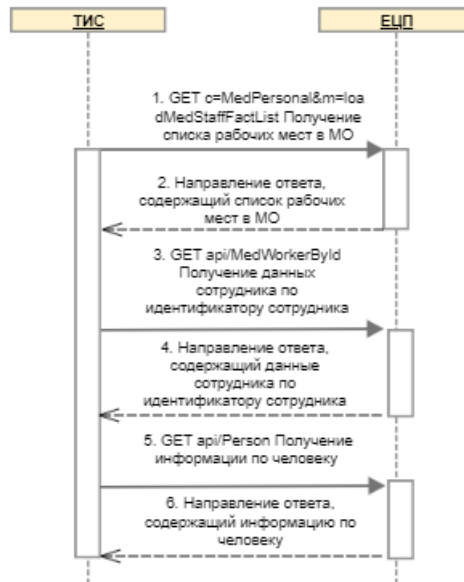 ТИС
ЕЦП
1. GET c=MedPersonal&m=loa
dMedStaffFactList Получение
списка рабочих мест в МО
2. Направление ответа,
содержащий список рабочих
мест в МО
3. GET api/MedWorkerById
Получение данных
сотрудника по
идентификатору сотрудника
4. Направление ответа,
содержащий данные
сотрудника по
идентификатору сотрудника
5. GET api/Person Получение
информации по человеку
6. Направление ответа,
содержащий информацию по
человеку